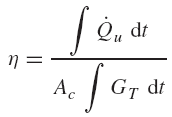 η = ∫ Q̇_u dt / A_c ∫ G_T dt